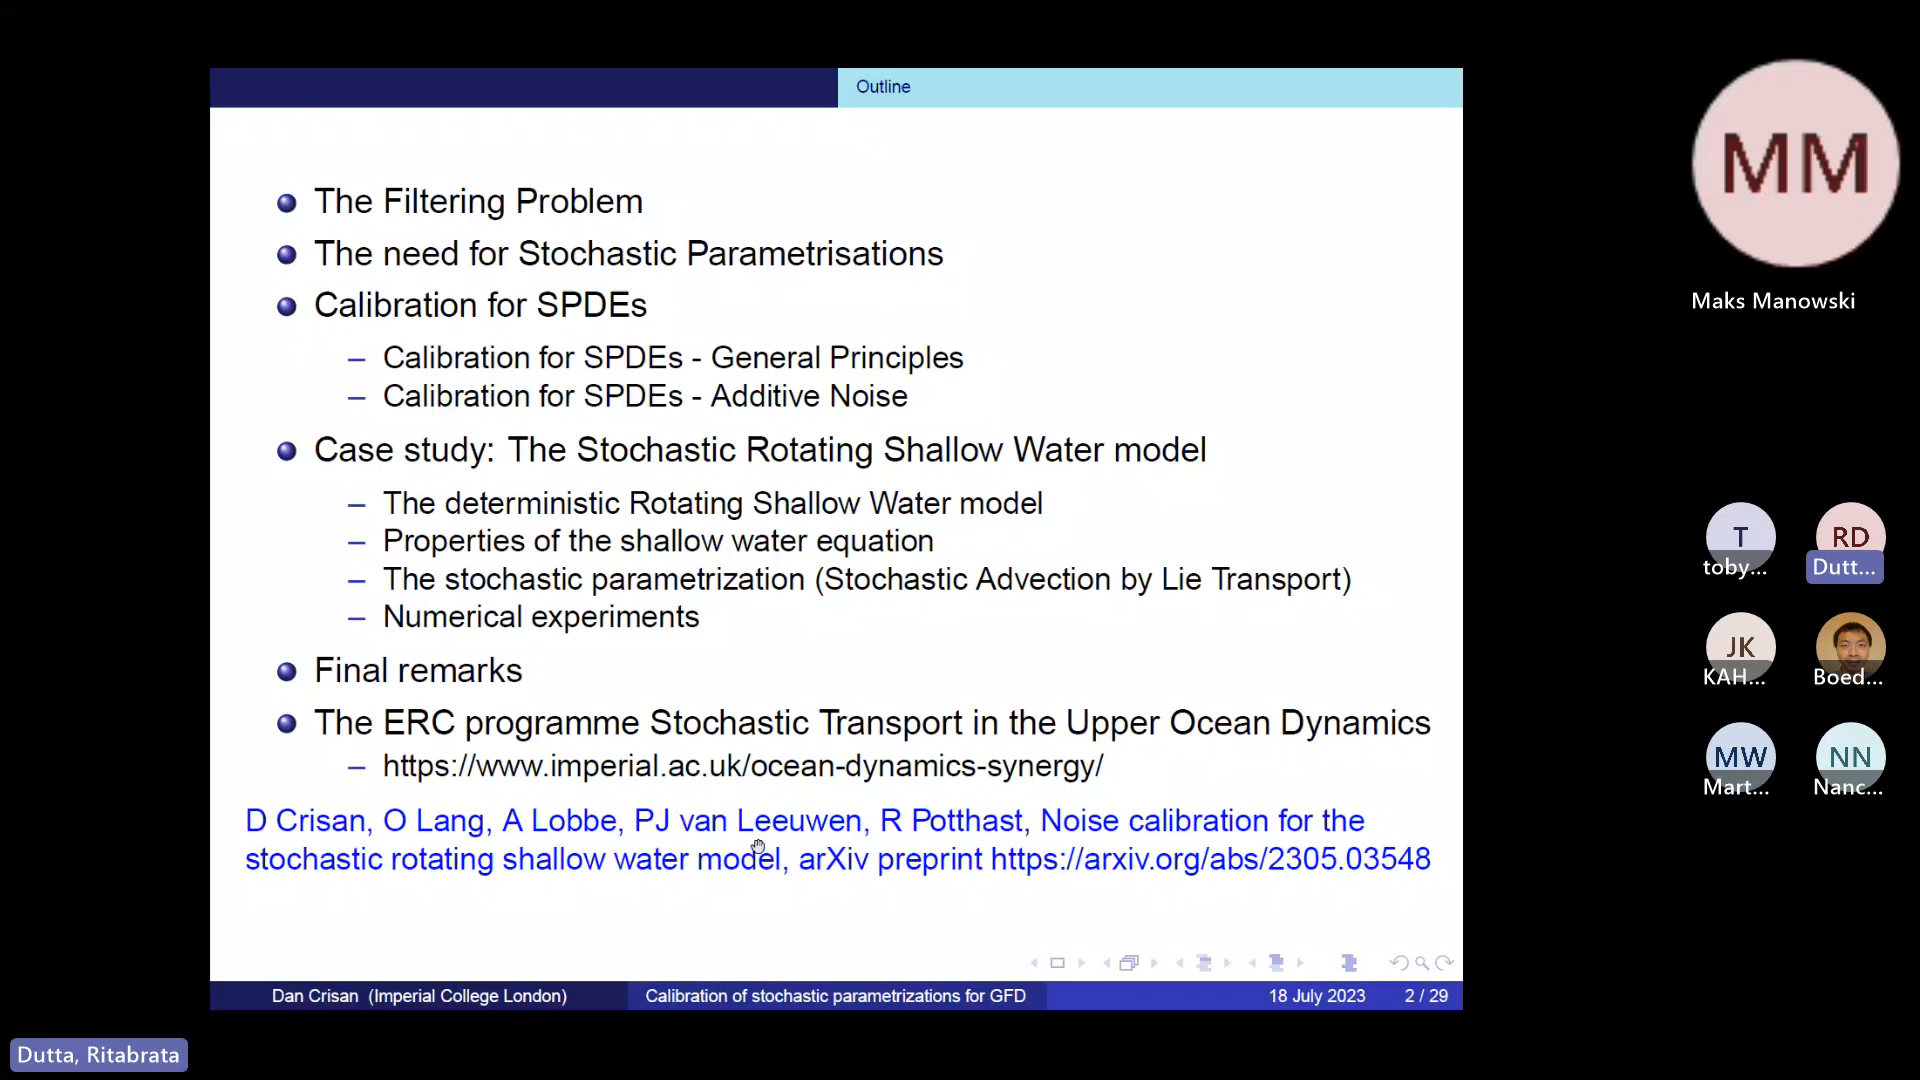 Outline
The Filtering Problem
The need for Stochastic Parametrisations
Calibration for SPDEs
– Calibration for SPDEs - General Principles
– Calibration for SPDEs - Additive Noise
Case study: The Stochastic Rotating Shallow Water model
– The deterministic Rotating Shallow Water model
– Properties of the shallow water equation
– The stochastic parametrization (Stochastic Advection by Lie Transport)
– Numerical experiments
Final remarks
The ERC programme Stochastic Transport in the Upper Ocean Dynamics
– https://www.imperial.ac.uk/ocean-dynamics-synergy/
D Crisan, O Lang, A Lobbe, PJ van Leeuwen, R Potthast, Noise calibration for the
stochastic rotating shallow water model, arXiv preprint https://arxiv.org/abs/2305.03548
Dan Crisan (Imperial College London)
Calibration of stochastic parametrizations for GFD
18 July 2023
2 / 29
MM
Maks Manowski
T
toby...
RD
Dutt...
JK
KAH...
Boed...
MW
Mart...
NN
Nanc...
Dutta, Ritabrata